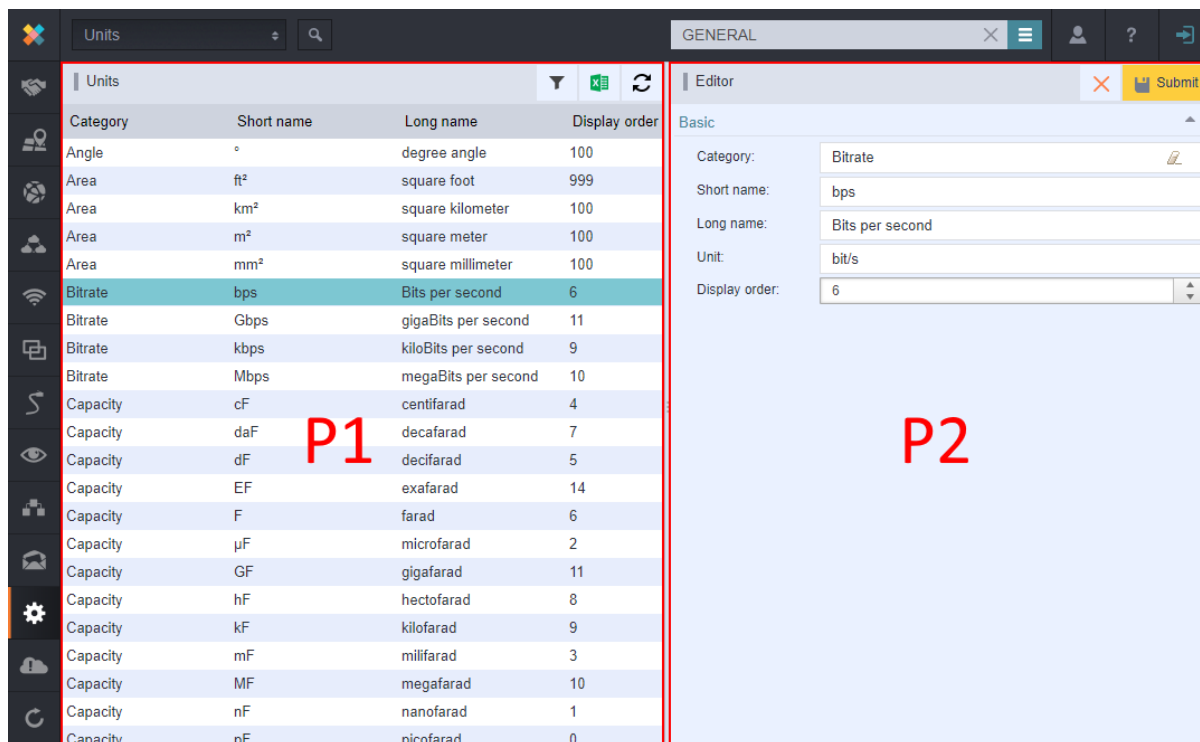 Units GENERAL ?
Units
Editor Submit
Category Short name Long name Display order
Angle ° degree angle 100
Area ft² square foot 999
Area km² square kilometer 100
Area m² square meter 100
Area mm² square millimeter 100
Bitrate bps Bits per second 6
Bitrate Gbps gigaBits per second 11
Bitrate kbps kiloBits per second 9
Bitrate Mbps megaBits per second 10
Capacity cF centifarad 4
Capacity daF decafarad 7
Capacity dF decifarad 5
Capacity EF exafarad 14
Capacity F farad 6
Capacity µF microfarad 2
Capacity GF gigafarad 11
Capacity hF hectofarad 8
Capacity kF kilofarad 9
Capacity mF milifarad 3
Capacity MF megafarad 10
Capacity nF nanofarad 1
Capacity pF picofarad 0
P1
Basic
Category: Bitrate
Short name: bps
Long name: Bits per second
Unit: bit/s
Display order: 6
P2